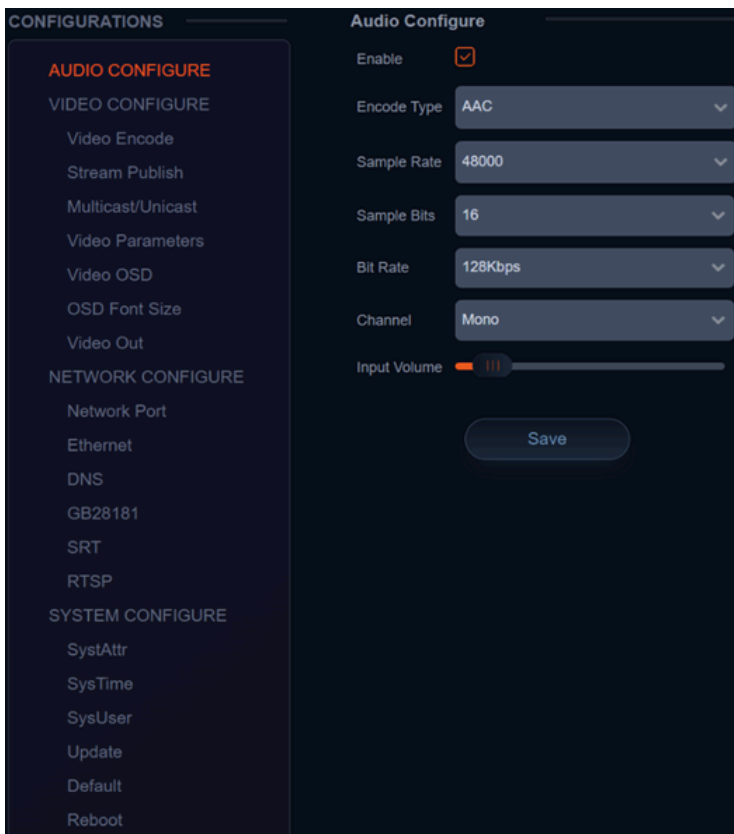 CONFIGURATIONS
AUDIO CONFIGURE
VIDEO CONFIGURE
Video Encode
Stream Publish
Multicast/Unicast
Video Parameters
Video OSD
OSD Font Size
Video Out
NETWORK CONFIGURE
Network Port
Ethernet
DNS
GB28181
SRT
RTSP
SYSTEM CONFIGURE
SystAttr
SysTime
SysUser
Update
Default
Reboot
Audio Configure
Enable
Encode Type AAC
Sample Rate 48000
Sample Bits 16
Bit Rate 128Kbps
Channel Mono
Input Volume
Save